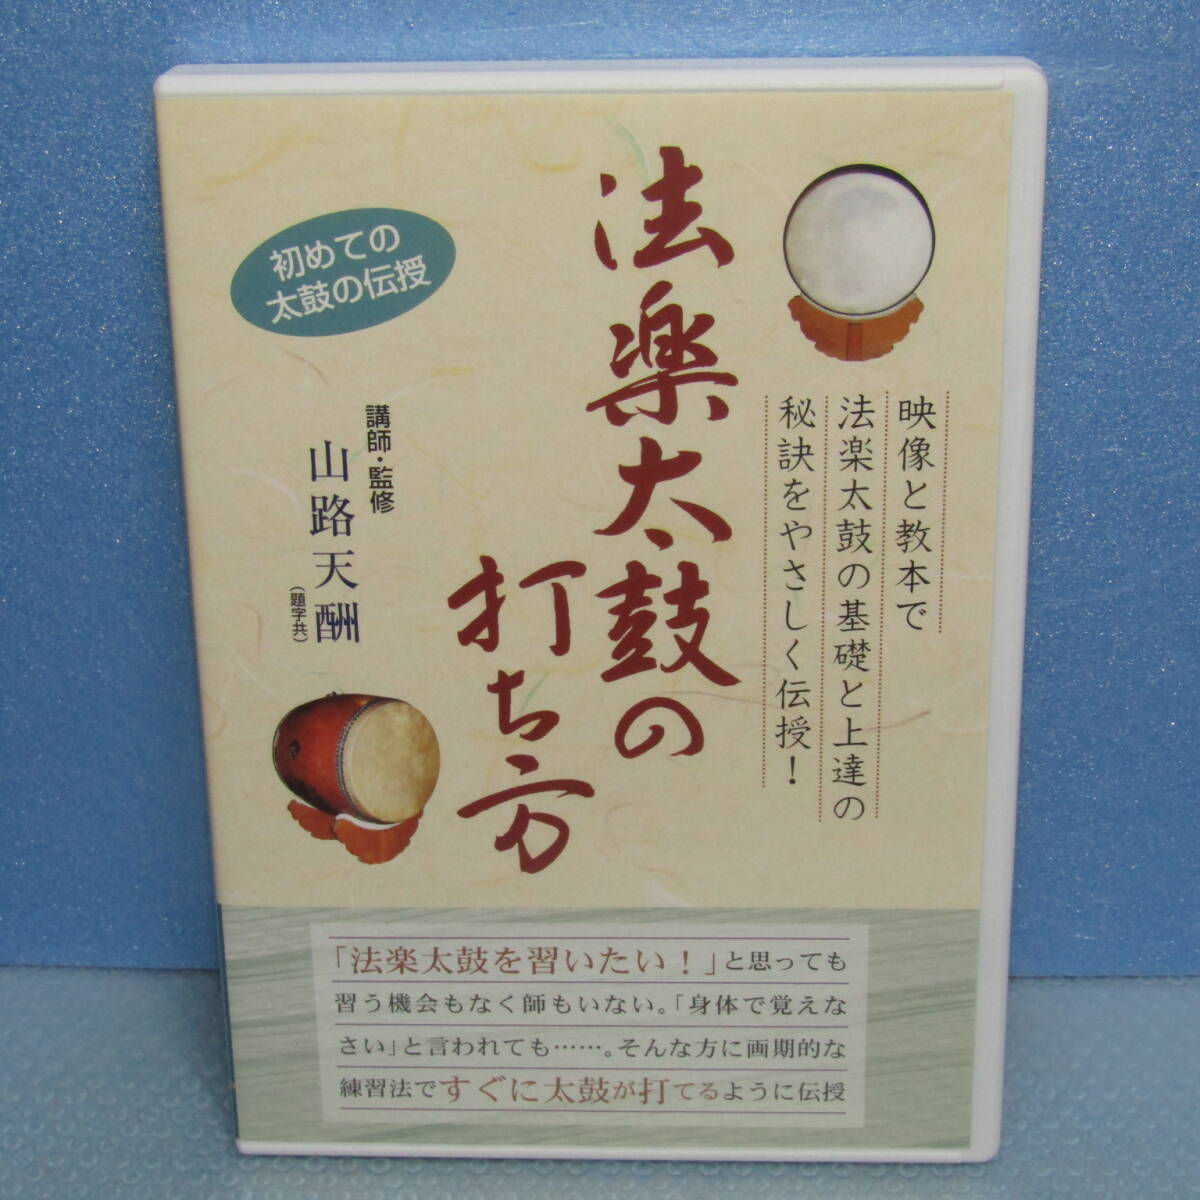 映像と教本で
法楽太鼓の基礎と上達の
秘訣をやさしく伝授！
法楽太鼓の
打ち方
初めての
太鼓の伝授
講師・監修
山路天酬
（題字共）
「法楽太鼓を習いたい！」と思っても
習う機会もなく師もいない。「身体で覚えな
さい」と言われても……。そんな方に画期的な
練習法ですぐに太鼓が打てるように伝授